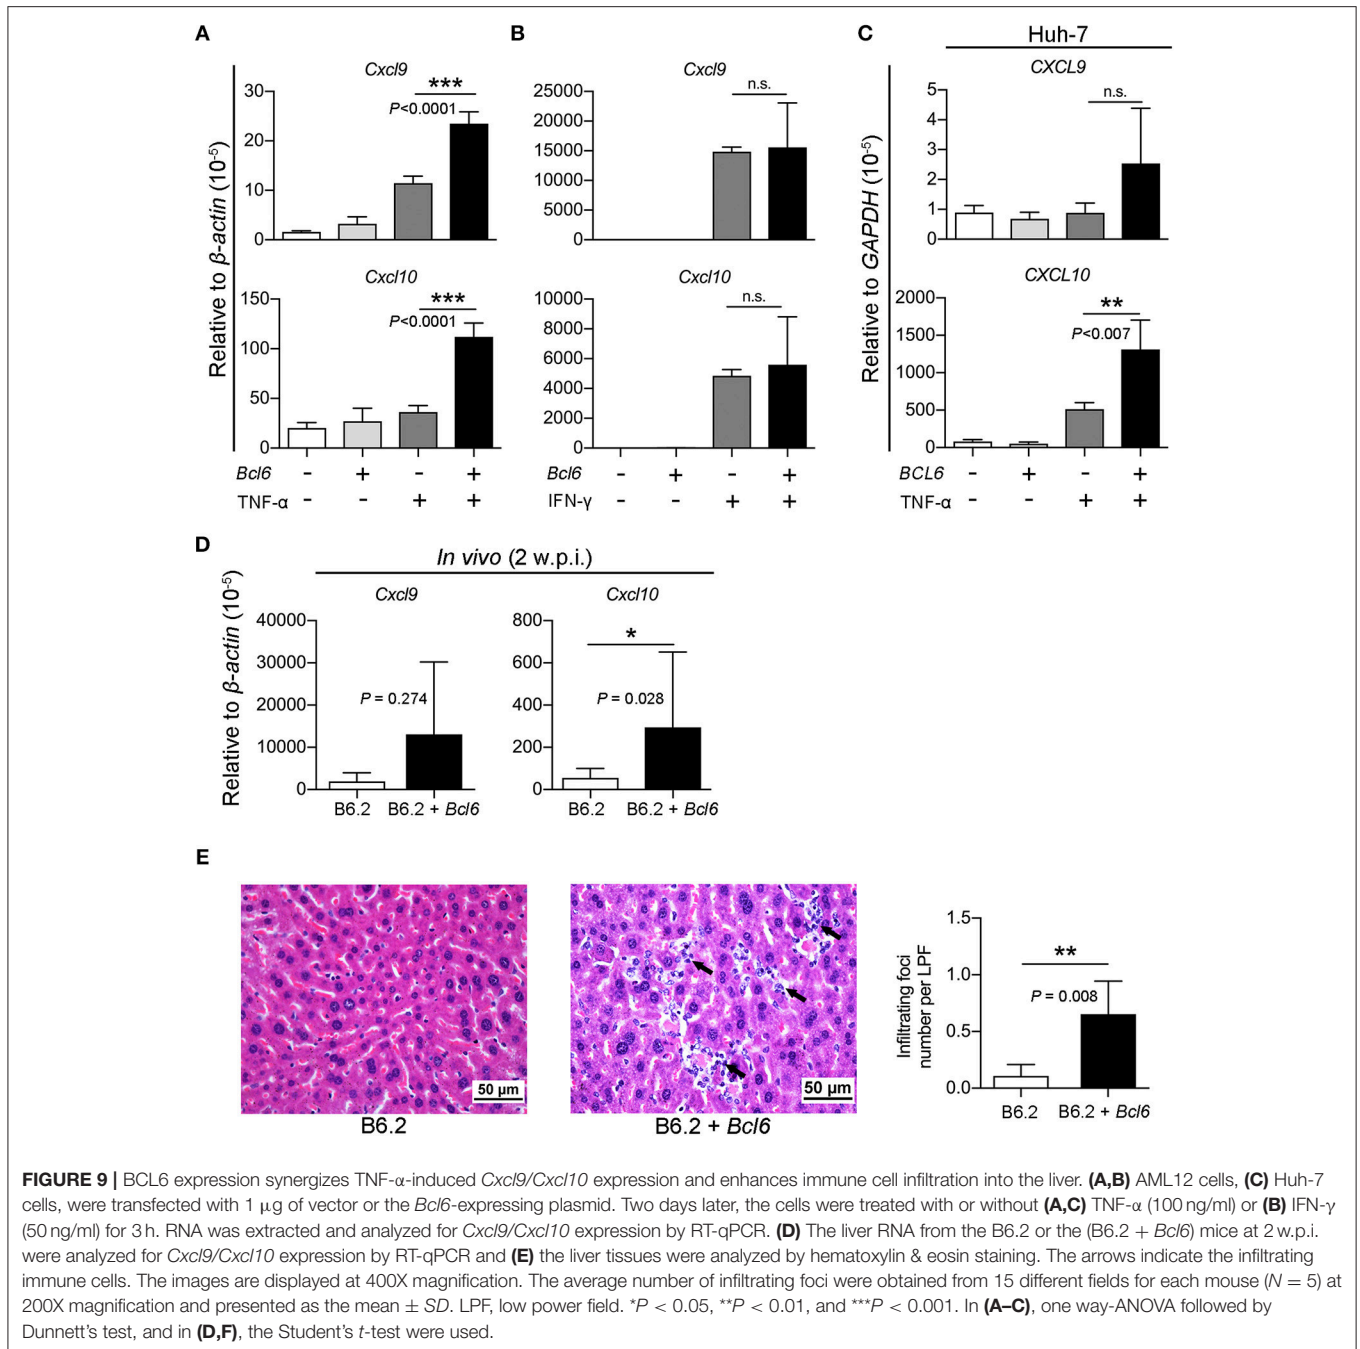 A
Cxcl9
Relative to β-actin (10⁻⁵)
30
20
10
0
***
P<0.0001
Cxcl10
150
100
50
0
***
P<0.0001
Bcl6 - + - +
TNF-α - - + +
B
Cxcl9
25000
20000
15000
10000
5000
0
n.s.
Cxcl10
10000
8000
6000
4000
2000
0
n.s.
Bcl6 - + - +
IFN-γ - - + +
C
Huh-7
CXCL9
Relative to GAPDH (10⁻⁵)
5
4
3
2
1
0
n.s.
CXCL10
2000
1500
1000
500
0
**
P<0.007
BCL6 - + - +
TNF-α - - + +
D
In vivo (2 w.p.i.)
Relative to β-actin (10⁻⁵)
Cxcl9
40000
30000
20000
10000
0
P = 0.274
B6.2 B6.2 + Bcl6
Cxcl10
800
600
400
200
0
*
P = 0.028
B6.2 B6.2 + Bcl6
E
50 µm
B6.2
50 µm
B6.2 + Bcl6
Infiltrating foci
number per LPF
1.5
1.0
0.5
0.0
**
P = 0.008
B6.2 B6.2 + Bcl6
FIGURE 9 | BCL6 expression synergizes TNF-α-induced Cxcl9/Cxcl10 expression and enhances immune cell infiltration into the liver. (A,B) AML12 cells, (C) Huh-7
cells, were transfected with 1 µg of vector or the Bcl6-expressing plasmid. Two days later, the cells were treated with or without (A,C) TNF-α (100 ng/ml) or (B) IFN-γ
(50 ng/ml) for 3 h. RNA was extracted and analyzed for Cxcl9/Cxcl10 expression by RT-qPCR. (D) The liver RNA from the B6.2 or the (B6.2 + Bcl6) mice at 2 w.p.i.
were analyzed for Cxcl9/Cxcl10 expression by RT-qPCR and (E) the liver tissues were analyzed by hematoxylin & eosin staining. The arrows indicate the infiltrating
immune cells. The images are displayed at 400X magnification. The average number of infiltrating foci were obtained from 15 different fields for each mouse (N = 5) at
200X magnification and presented as the mean ± SD. LPF, low power field. *P < 0.05, **P < 0.01, and ***P < 0.001. In (A–C), one way-ANOVA followed by
Dunnett's test, and in (D,F), the Student's t-test were used.